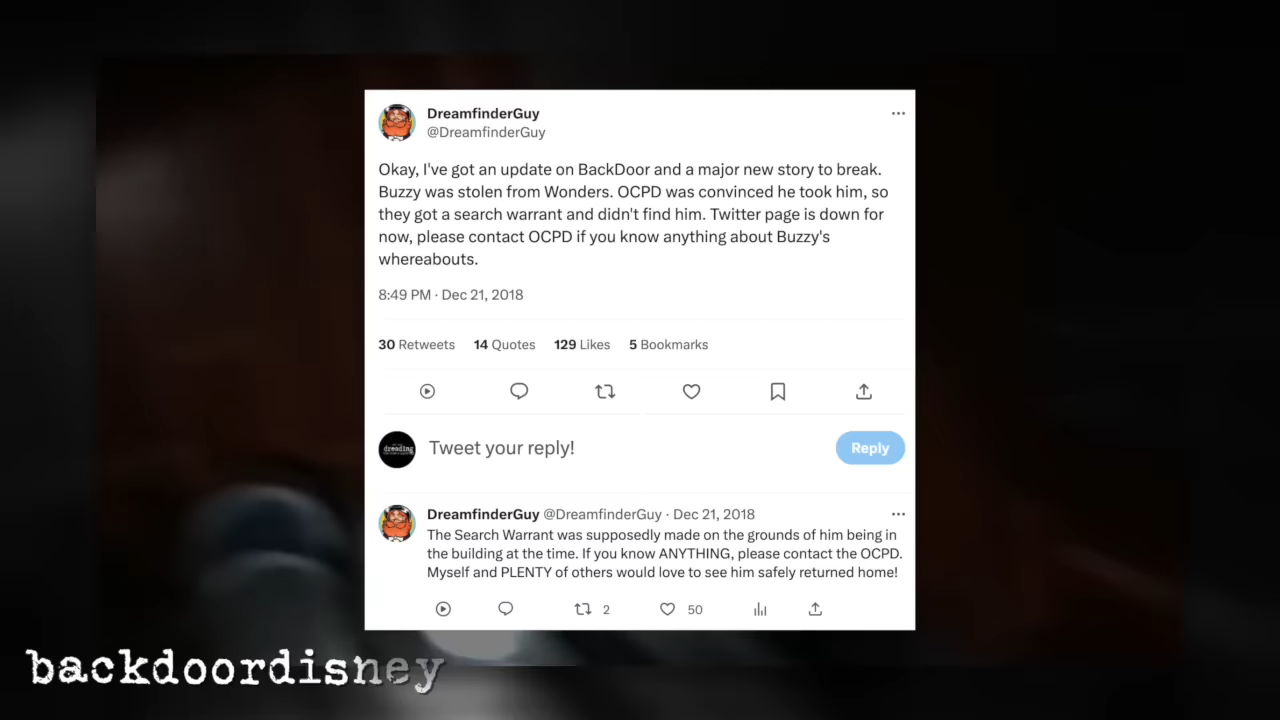 DreamfinderGuy
@DreamfinderGuy
Okay, I've got an update on BackDoor and a major new story to break.
Buzzy was stolen from Wonders. OCPD was convinced he took him, so
they got a search warrant and didn't find him. Twitter page is down for
now, please contact OCPD if you know anything about Buzzy's
whereabouts.
8:49 PM · Dec 21, 2018
30 Retweets 14 Quotes 129 Likes 5 Bookmarks
dreading
Tweet your reply!
Reply
DreamfinderGuy @DreamfinderGuy · Dec 21, 2018
The Search Warrant was supposedly made on the grounds of him being in
the building at the time. If you know ANYTHING, please contact the OCPD.
Myself and PLENTY of others would love to see him safely returned home!
2 50
backdoordisney